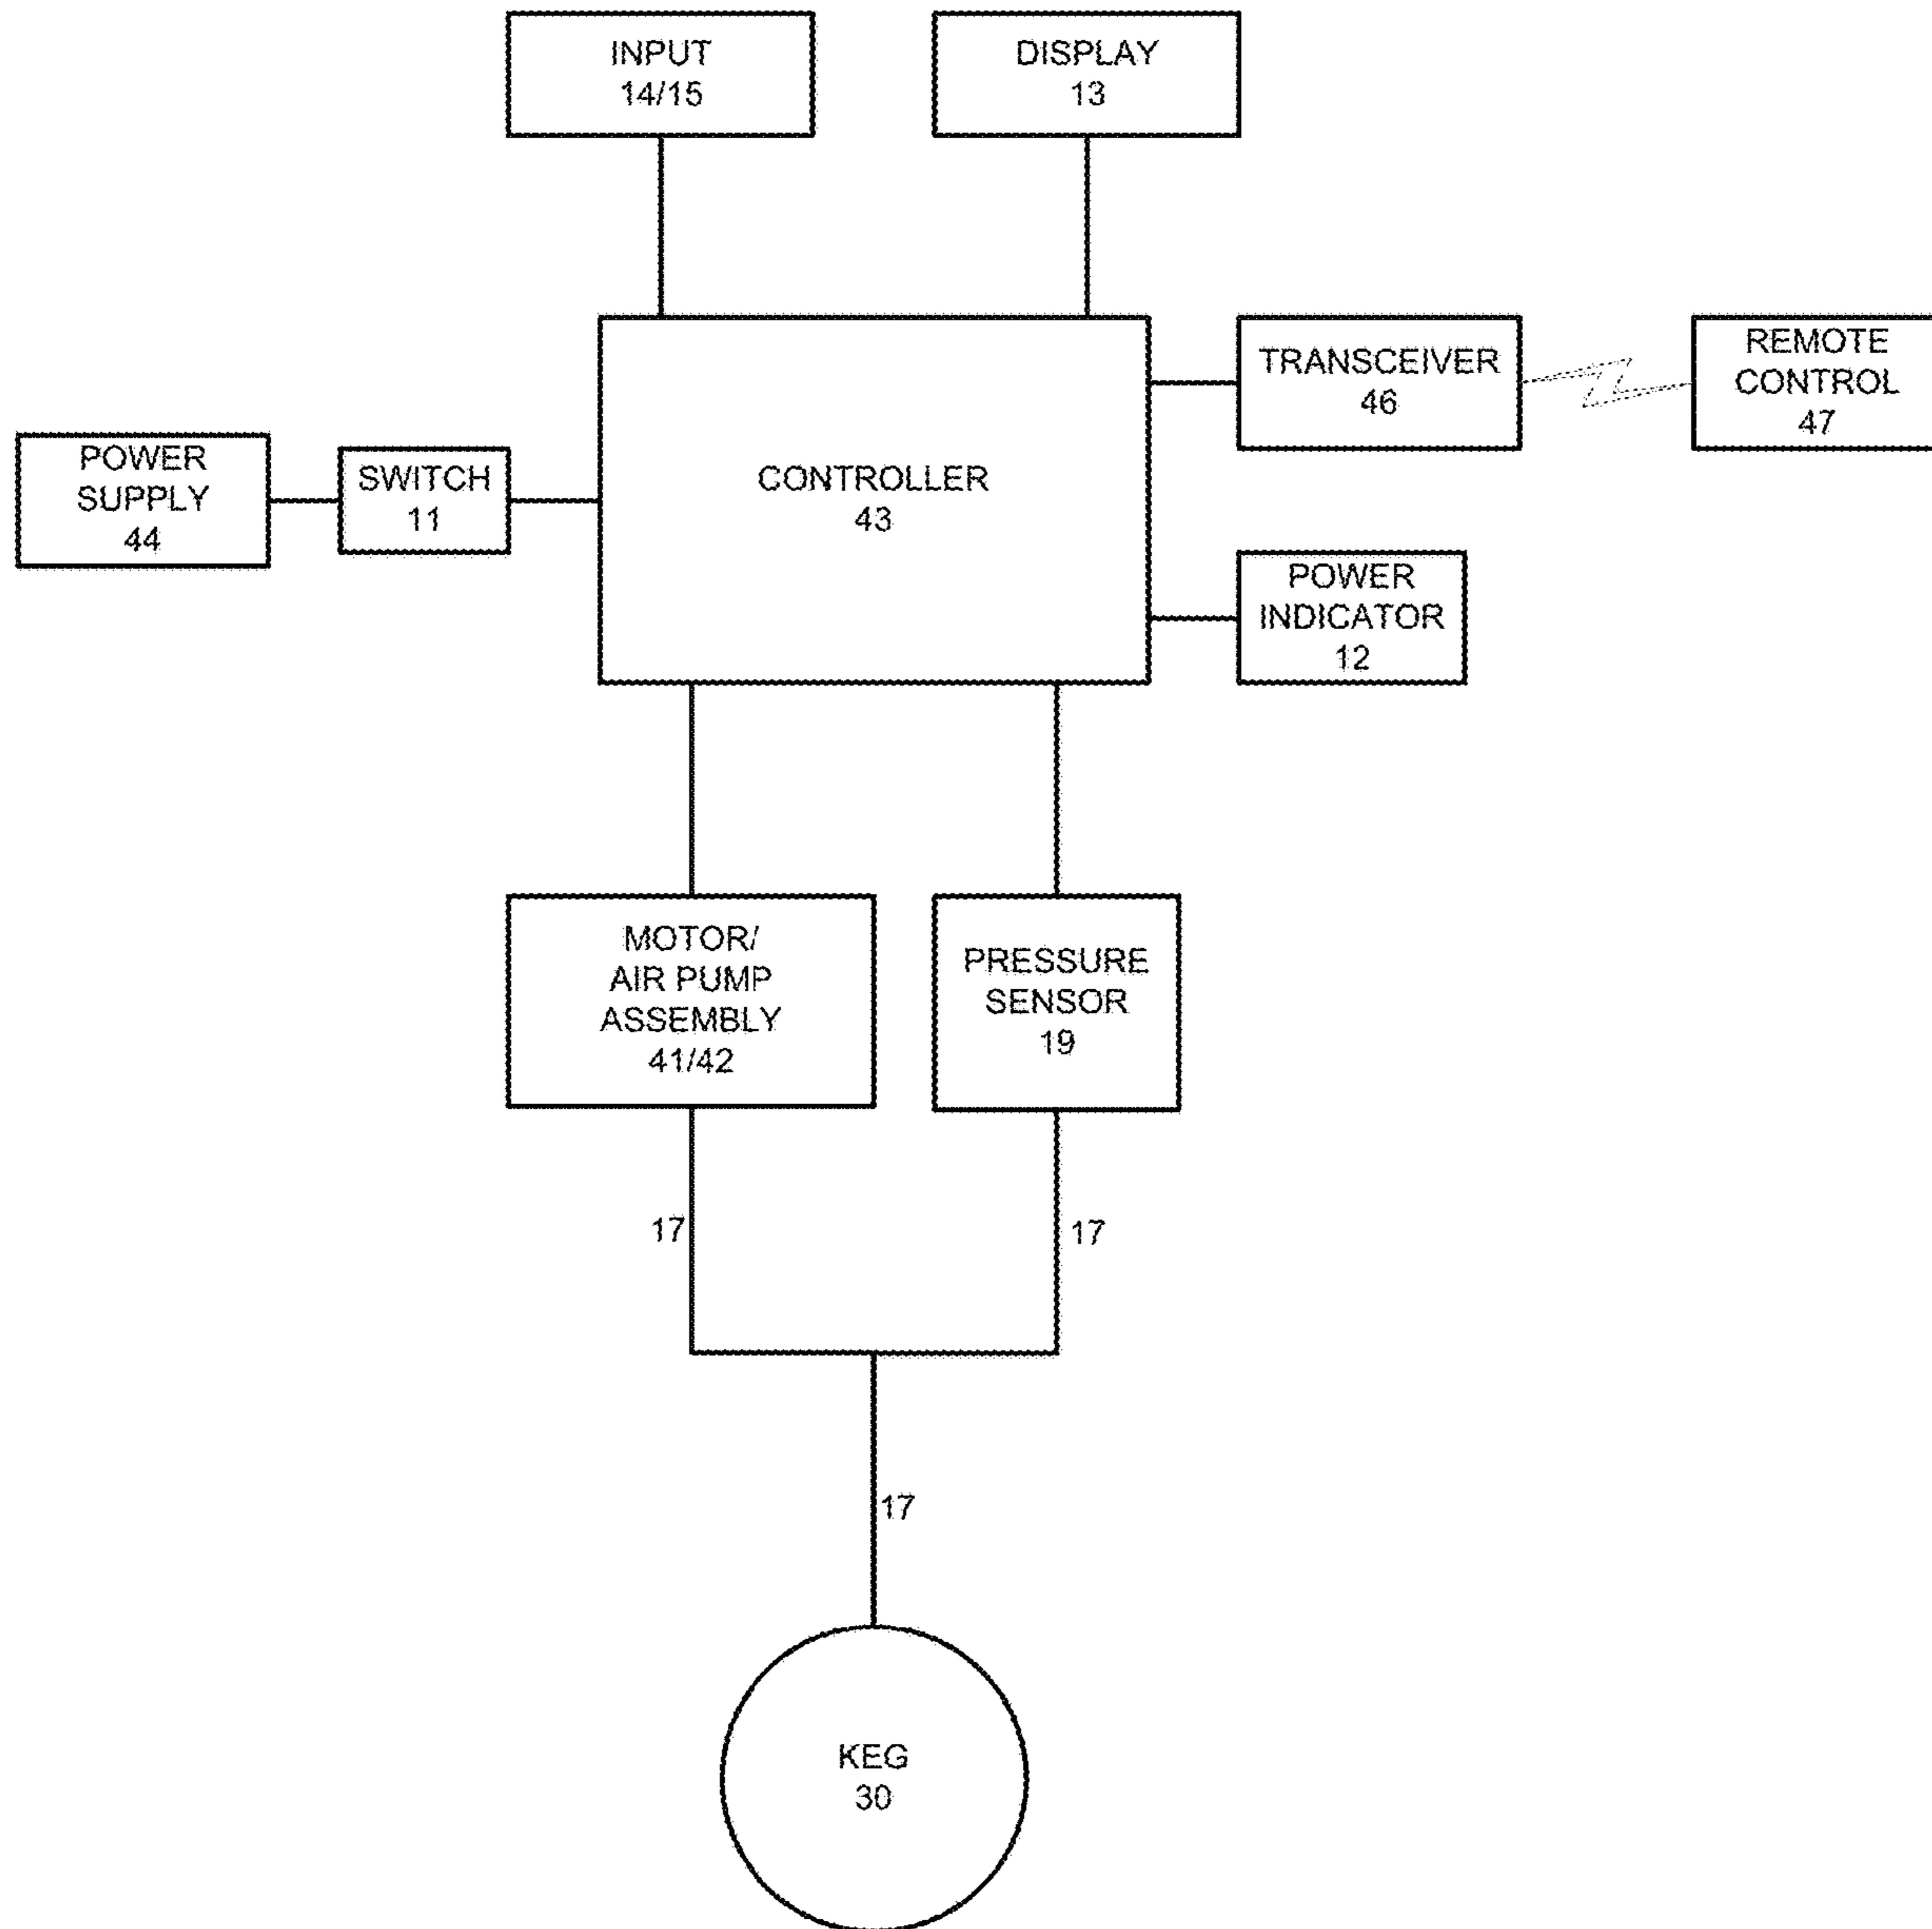 INPUT
14/15
DISPLAY
13
POWER
SUPPLY
44
SWITCH
11
CONTROLLER
43
TRANSCEIVER
46
REMOTE
CONTROL
47
POWER
INDICATOR
12
MOTOR/
AIR PUMP
ASSEMBLY
41/42
PRESSURE
SENSOR
19
17
17
17
KEG
30